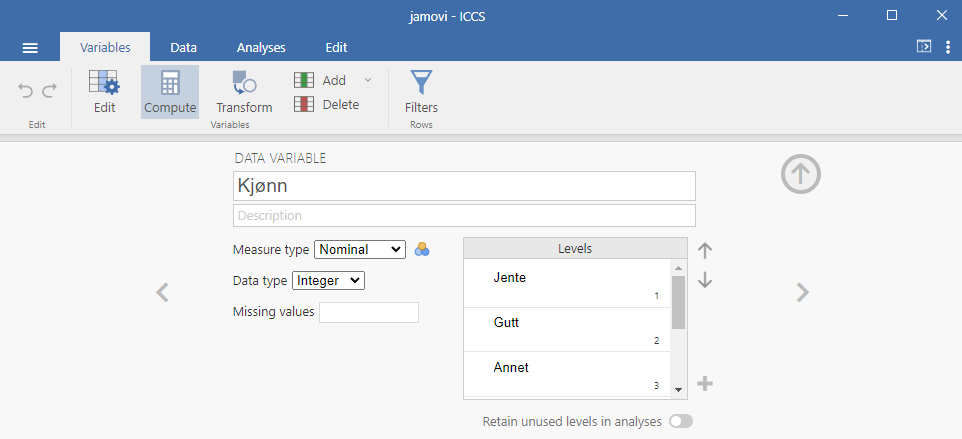 jamovi - ICCS
Variables Data Analyses Edit
Edit Compute Transform Add Delete Filters
Edit Variables Rows
DATA VARIABLE
Kjønn
Description
Measure type Nominal
Data type Integer
Missing values
Levels
Jente
1
Gutt
2
Annet
3
Retain unused levels in analyses